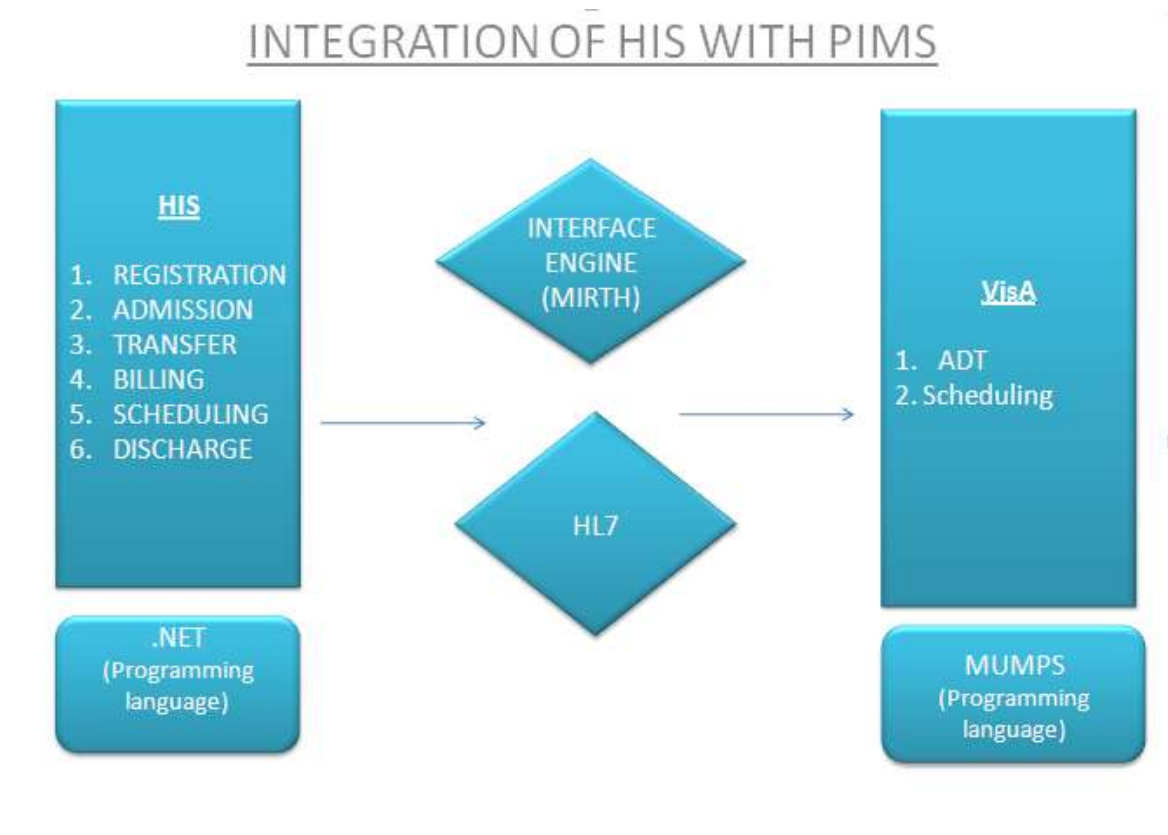 INTEGRATION OF HIS WITH PIMS
HIS
1. REGISTRATION
2. ADMISSION
3. TRANSFER
4. BILLING
5. SCHEDULING
6. DISCHARGE
.NET
(Programming
language)
INTERFACE
ENGINE
(MIRTH)
HL7
VisA
1. ADT
2. Scheduling
MUMPS
(Programming
language)